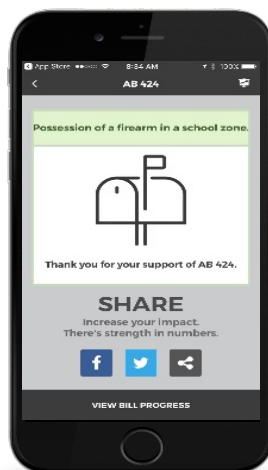 App Store 8:34 AM 100%
AB 424
Possession of a firearm in a school zone.
Thank you for your support of AB 424.
SHARE
Increase your impact.
There's strength in numbers.
f
VIEW BILL PROGRESS